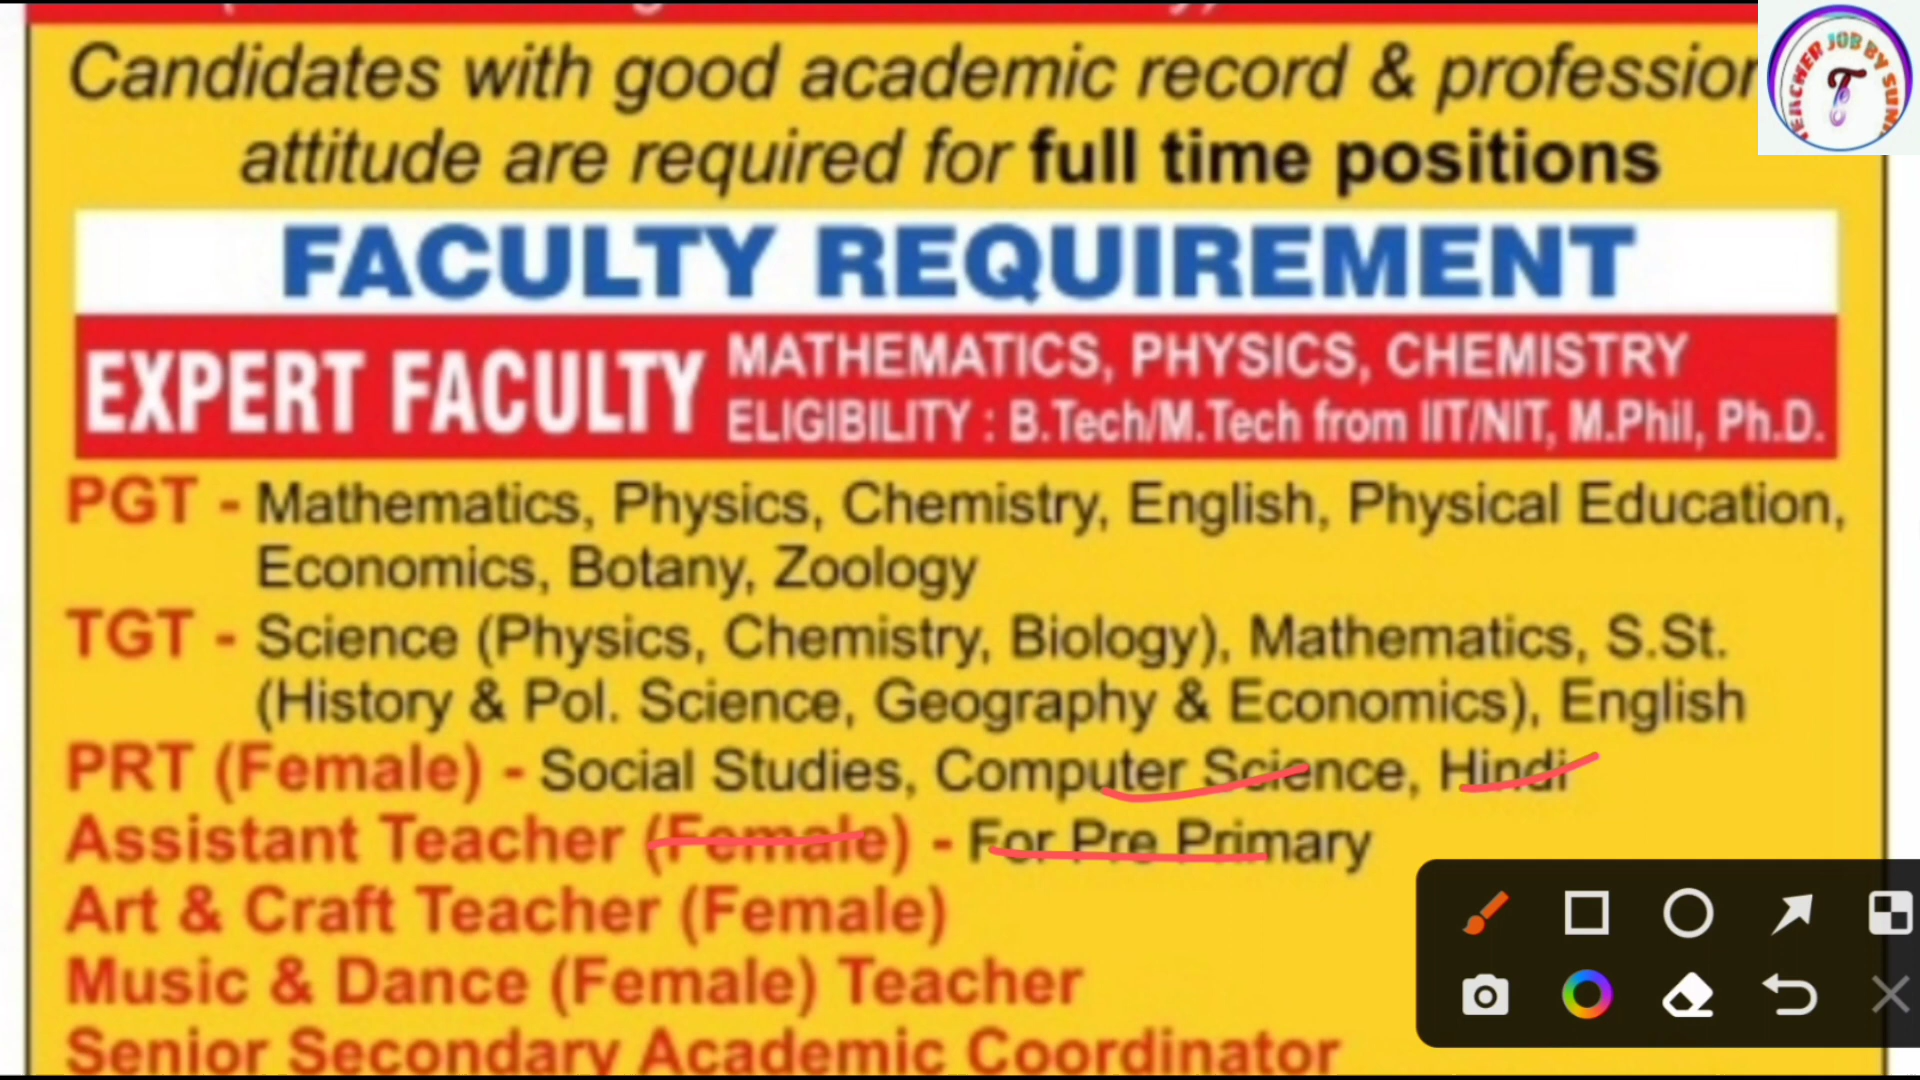 Candidates with good academic record & profession
attitude are required for full time positions
FACULTY REQUIREMENT
EXPERT FACULTY
MATHEMATICS, PHYSICS, CHEMISTRY
ELIGIBILITY : B.Tech/M.Tech from IIT/NIT, M.Phil, Ph.D.
PGT - Mathematics, Physics, Chemistry, English, Physical Education,
Economics, Botany, Zoology
TGT - Science (Physics, Chemistry, Biology), Mathematics, S.St.
(History & Pol. Science, Geography & Economics), English
PRT (Female) - Social Studies, Computer Science, Hindi
Assistant Teacher (Female) - For Pre Primary
Art & Craft Teacher (Female)
Music & Dance (Female) Teacher
Senior Secondary Academic Coordinator
TEACHER JOB BY SUNI
T